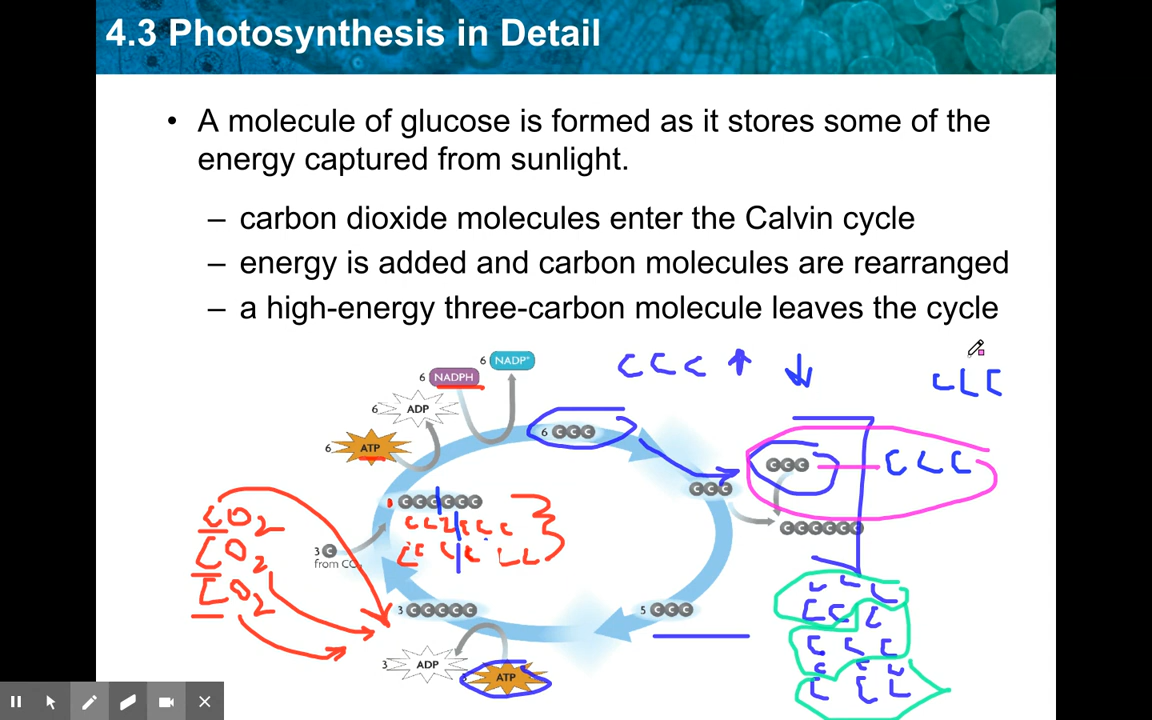 4.3 Photosynthesis in Detail
• A molecule of glucose is formed as it stores some of the
energy captured from sunlight.
– carbon dioxide molecules enter the Calvin cycle
– energy is added and carbon molecules are rearranged
– a high-energy three-carbon molecule leaves the cycle
6 NADP+
6 NADPH
C C C
C C C
6 ADP
6 CCC
6 ATP
CCC
C C C
CCC
CCCCCC
C C C C C C
CCCCCC
C C C C C C
CO2
CO2
CO2
3 C
from CO2
3 CCCCC
5 CCC
C C C
C C C
C C C
C C C
C C C
3 ADP
ATP